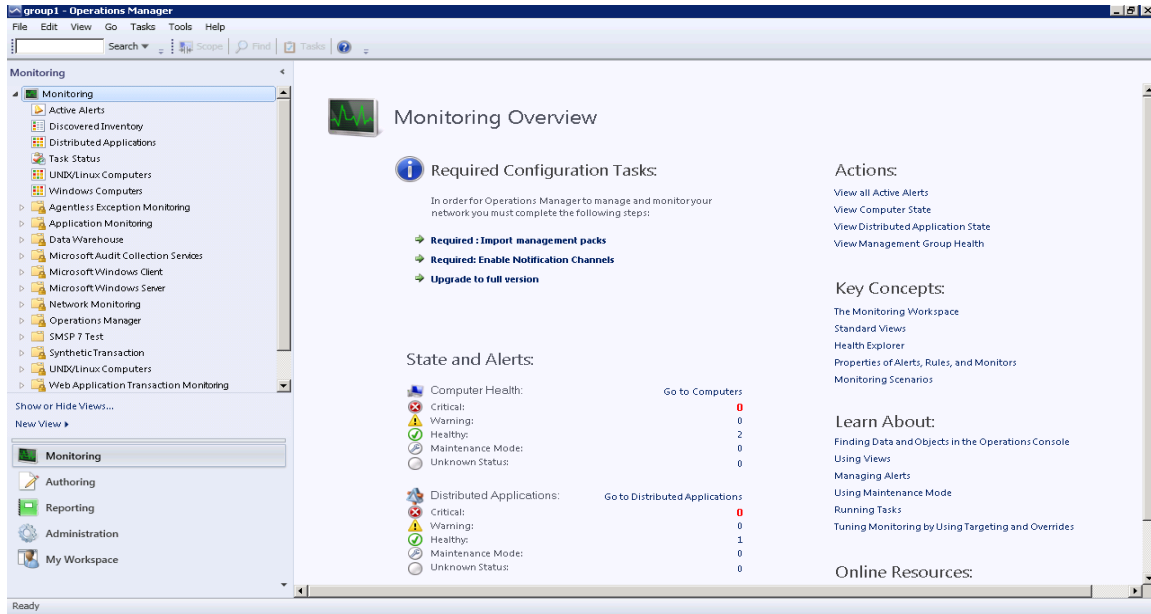 group1 - Operations Manager
File Edit View Go Tasks Tools Help
Search Scope Find Tasks
Monitoring
Monitoring
Active Alerts
Discovered Inventory
Distributed Applications
Task Status
UNIX/Linux Computers
Windows Computers
Agentless Exception Monitoring
Application Monitoring
Data Warehouse
Microsoft Audit Collection Services
Microsoft Windows Client
Microsoft Windows Server
Network Monitoring
Operations Manager
SMSP 7 Test
Synthetic Transaction
UNIX/Linux Computers
Web Application Transaction Monitoring
Show or Hide Views...
New View
Monitoring
Authoring
Reporting
Administration
My Workspace
Monitoring Overview
Required Configuration Tasks:
In order for Operations Manager to manage and monitor your
network you must complete the following steps:
Required : Import management packs
Required: Enable Notification Channels
Upgrade to full version
State and Alerts:
Computer Health: Go to Computers
Critical: 0
Warning: 0
Healthy: 2
Maintenance Mode: 0
Unknown Status: 0
Distributed Applications: Go to Distributed Applications
Critical: 0
Warning: 0
Healthy: 1
Maintenance Mode: 0
Unknown Status: 0
Actions:
View all Active Alerts
View Computer State
View Distributed Application State
View Management Group Health
Key Concepts:
The Monitoring Workspace
Standard Views
Health Explorer
Properties of Alerts, Rules, and Monitors
Monitoring Scenarios
Learn About:
Finding Data and Objects in the Operations Console
Using Views
Managing Alerts
Using Maintenance Mode
Running Tasks
Tuning Monitoring by Using Targeting and Overrides
Online Resources:
Ready